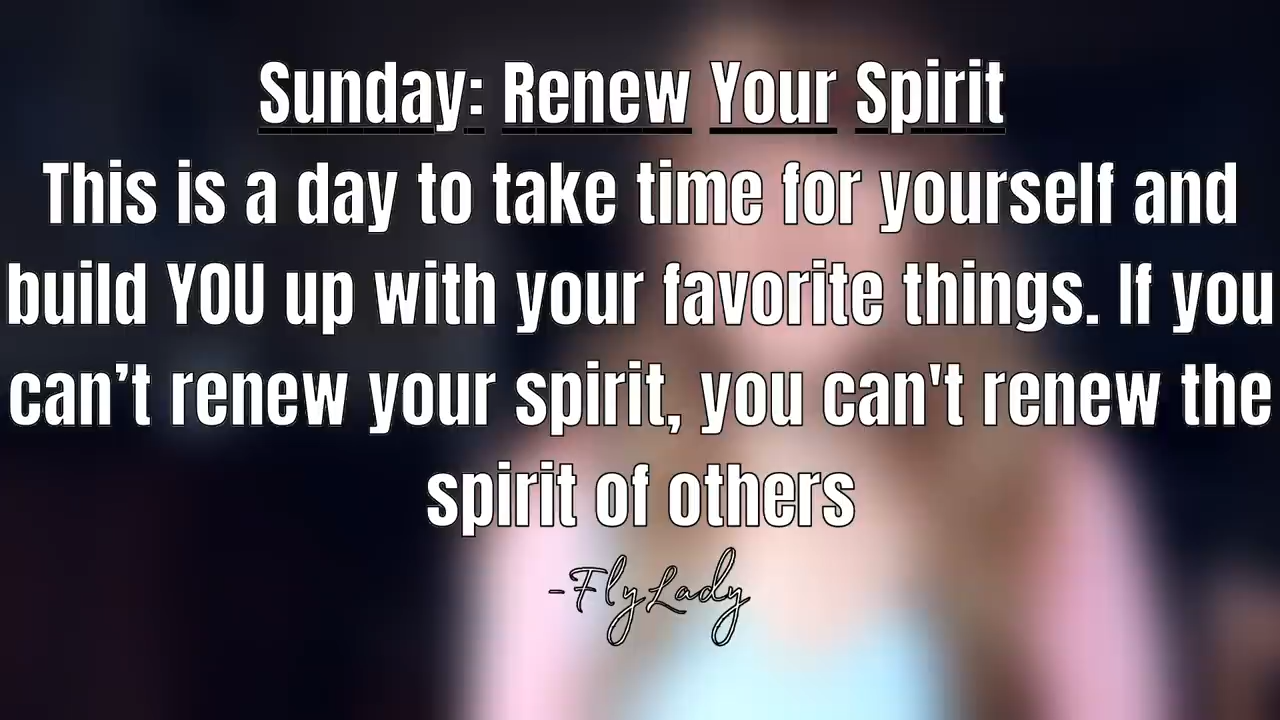 Sunday: Renew Your Spirit
This is a day to take time for yourself and
build YOU up with your favorite things. If you
can’t renew your spirit, you can't renew the
spirit of others
-FlyLady